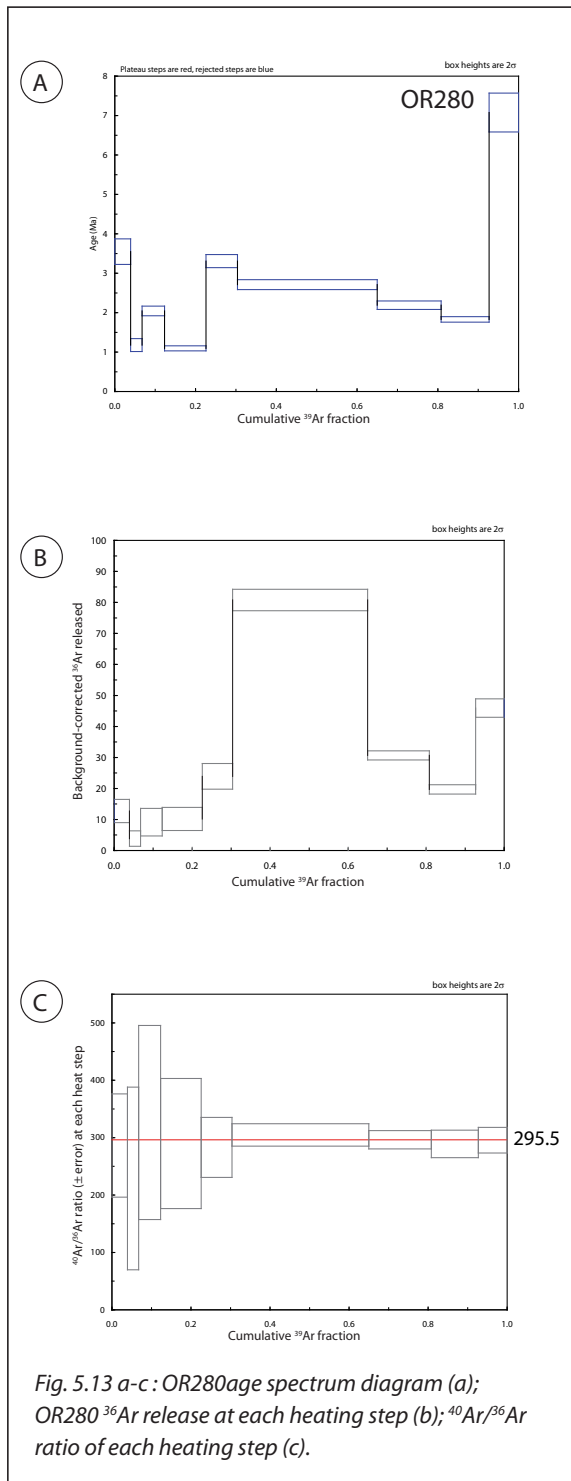 A
Plateau steps are red, rejected steps are blue
box heights are 2σ
OR280
Age (Ma)
8
7
6
5
4
3
2
1
0
0.0 0.2 0.4 0.6 0.8 1.0
Cumulative ³⁹Ar fraction
B
box heights are 2σ
Background-corrected ³⁶Ar released
100
90
80
70
60
50
40
30
20
10
0
0.0 0.2 0.4 0.6 0.8 1.0
Cumulative ³⁹Ar fraction
C
box heights are 2σ
⁴⁰Ar/³⁶Ar ratio (± error) at each heat step
500
400
300
200
100
0
295.5
0.0 0.2 0.4 0.6 0.8 1.0
Cumulative ³⁹Ar fraction
Fig. 5.13 a-c : OR280age spectrum diagram (a);
OR280 ³⁶Ar release at each heating step (b); ⁴⁰Ar/³⁶Ar
ratio of each heating step (c).